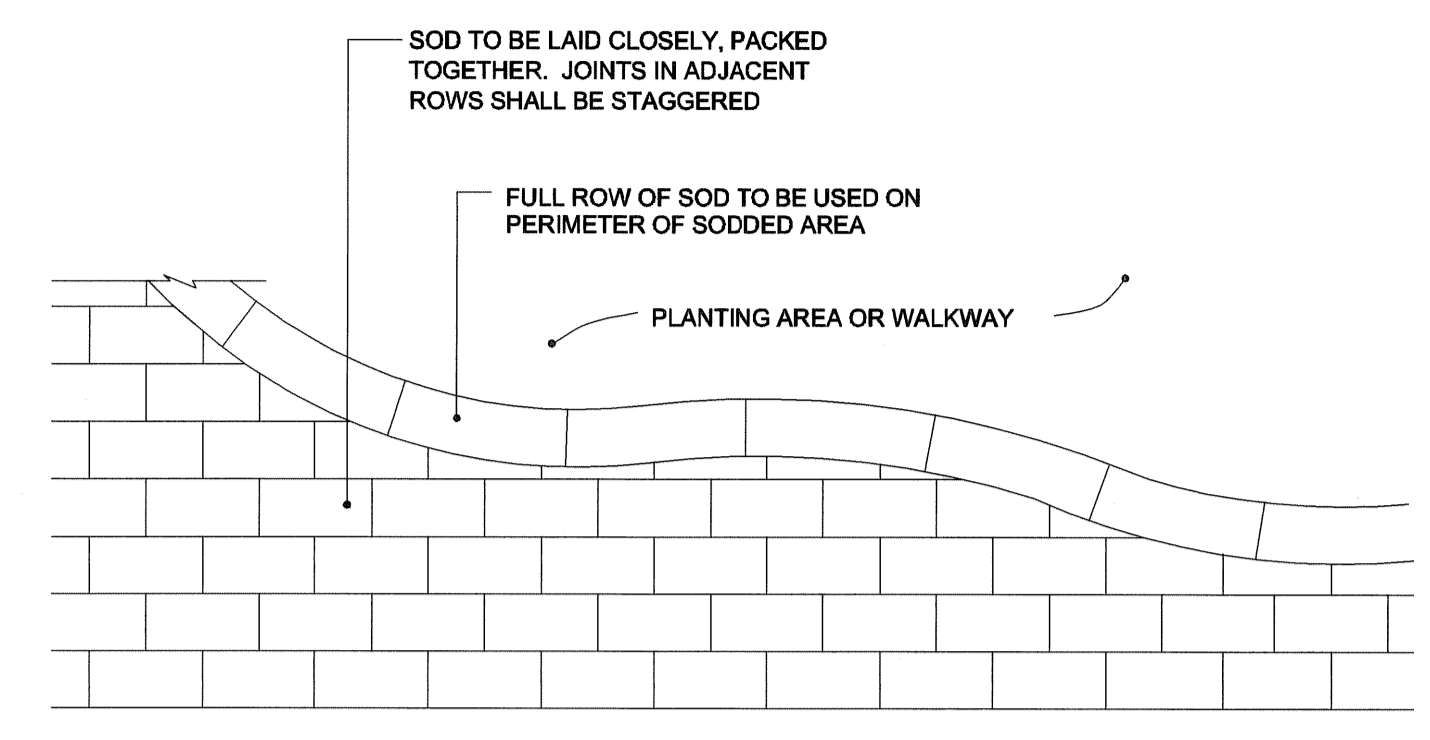 SOD TO BE LAID CLOSELY, PACKED
TOGETHER. JOINTS IN ADJACENT
ROWS SHALL BE STAGGERED
FULL ROW OF SOD TO BE USED ON
PERIMETER OF SODDED AREA
PLANTING AREA OR WALKWAY